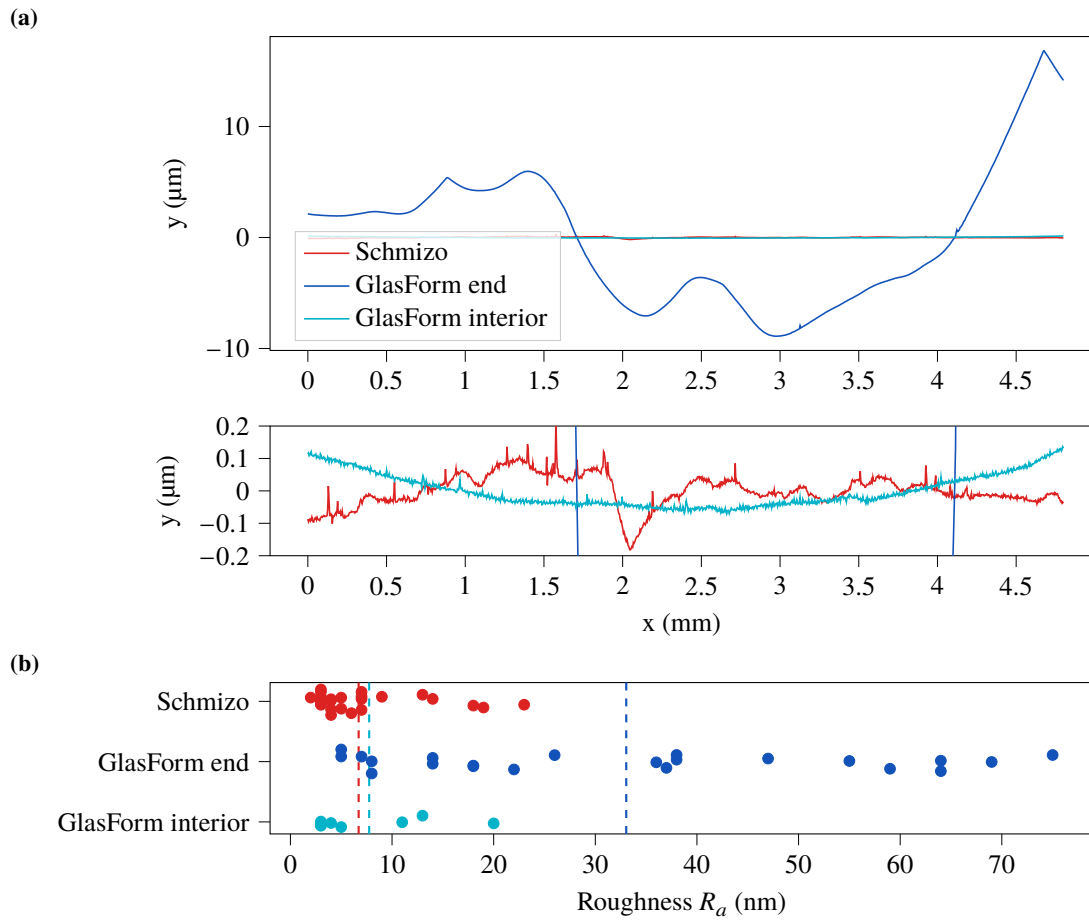 (a)
y (µm)
10
0
−10
Schmizo
GlasForm end
GlasForm interior
0 0.5 1 1.5 2 2.5 3 3.5 4 4.5
y (µm)
0.2
0.1
0
−0.1
−0.2
0 0.5 1 1.5 2 2.5 3 3.5 4 4.5
x (mm)
(b)
Schmizo
GlasForm end
GlasForm interior
0 10 20 30 40 50 60 70
Roughness Rₐ (nm)